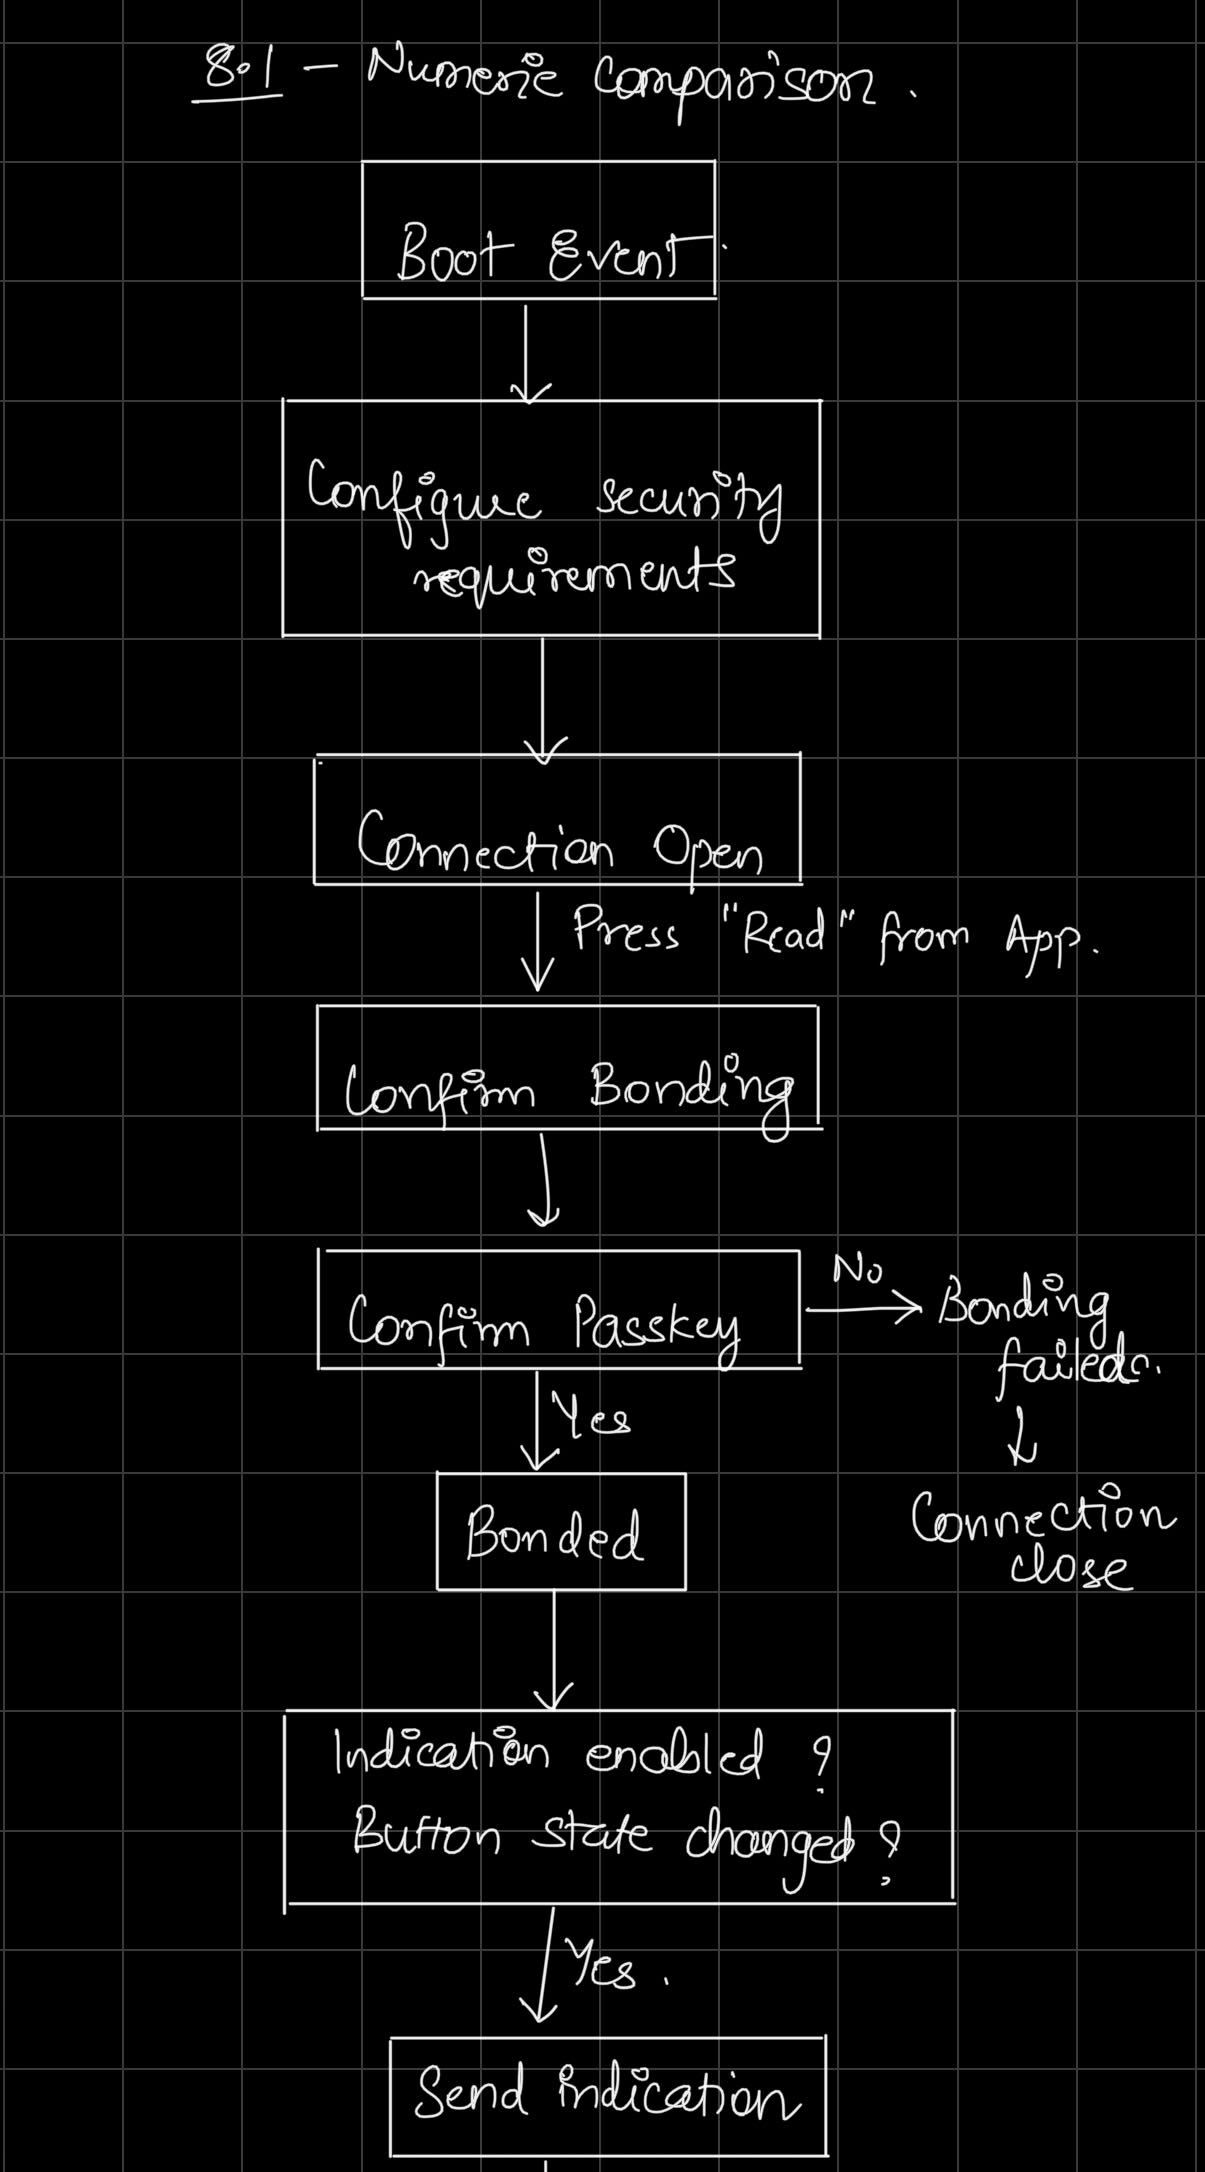 8.1 - Numeric Comparison.
Boot Event
Configure security
requirements
Connection Open
Press "Read" from App.
Confirm Bonding
Confirm Passkey
No
Bonding
failed.
Yes
Bonded
Connection
close
Indication enabled ?
Button state changed ?
Yes.
Send indication